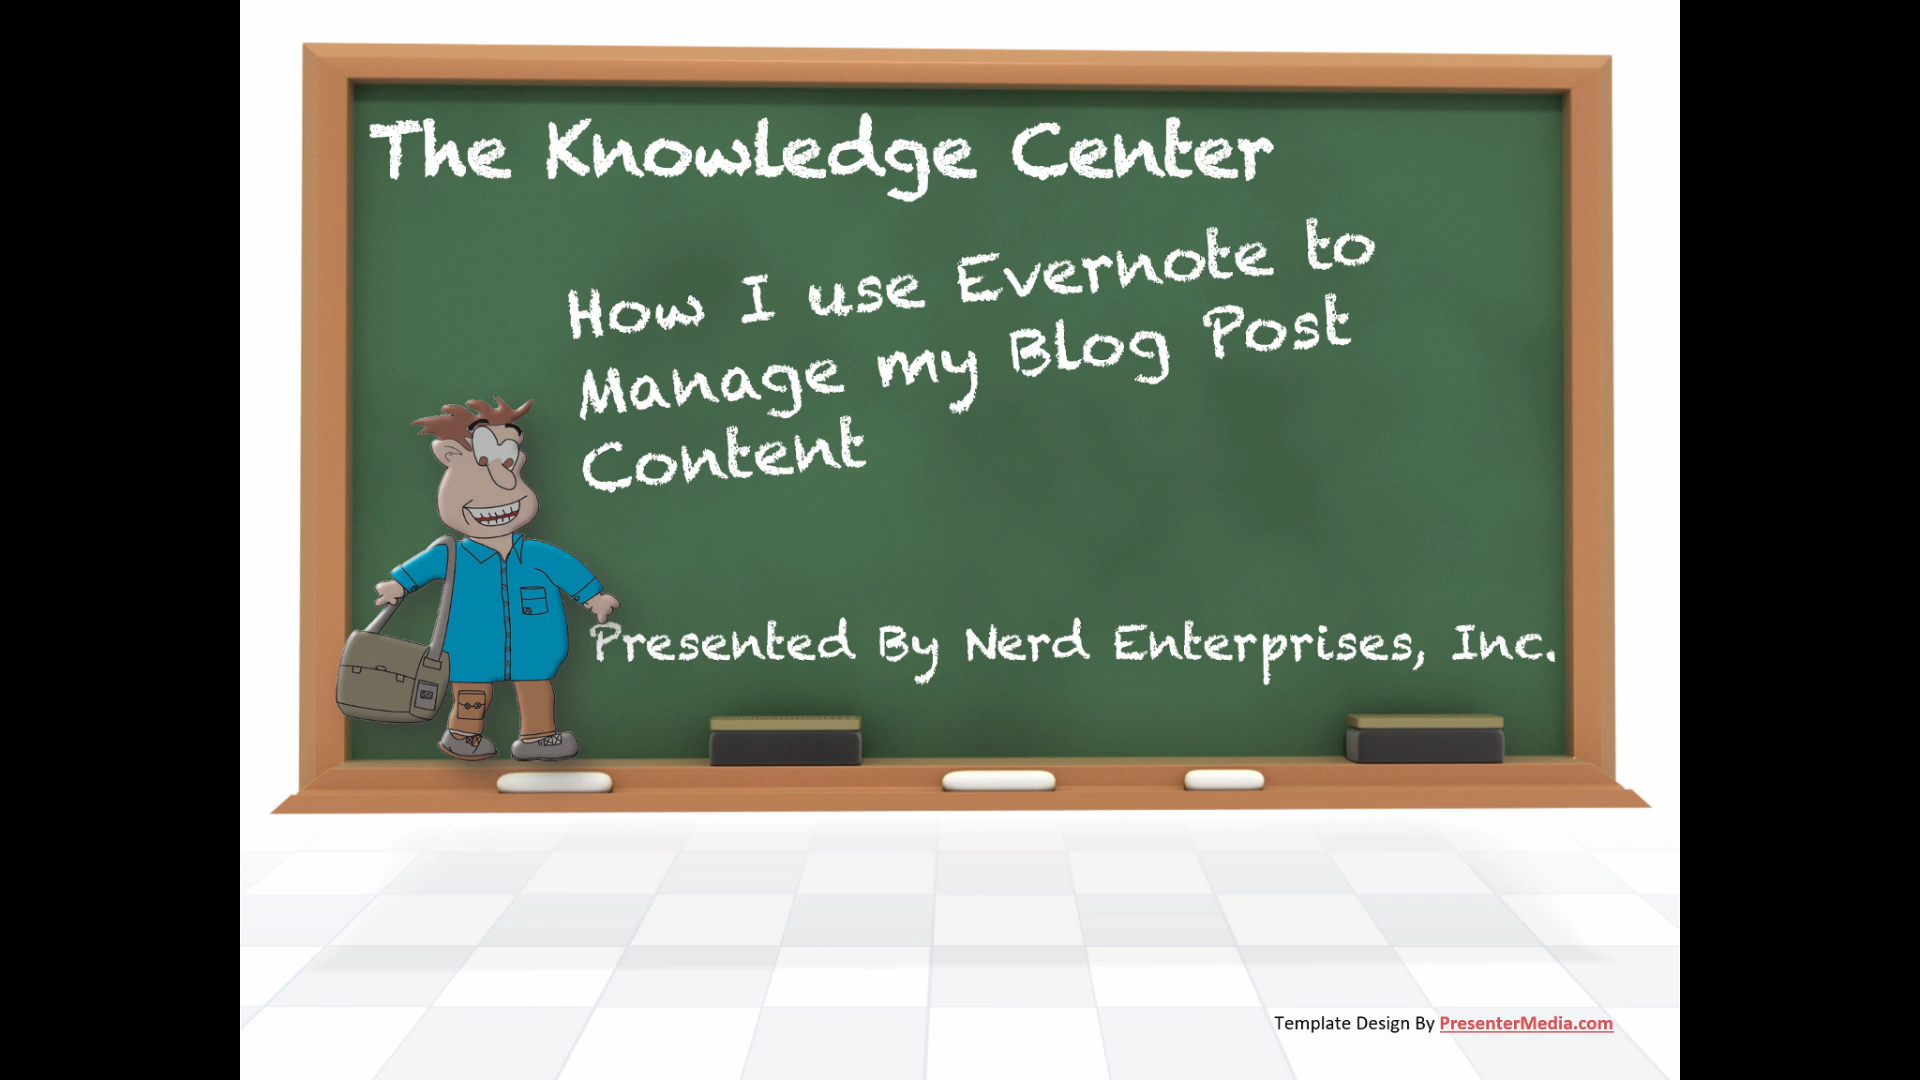 The Knowledge Center
How I use Evernote to
Manage my Blog Post
Content
Presented By Nerd Enterprises, Inc.
Template Design By PresenterMedia.com